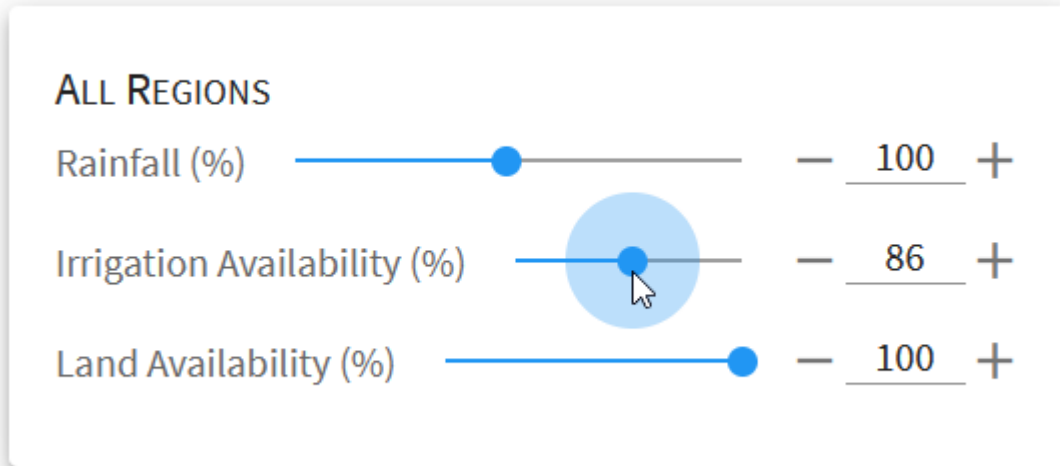 All Regions
Rainfall (%) − 100 +
Irrigation Availability (%) − 86 +
Land Availability (%) − 100 +